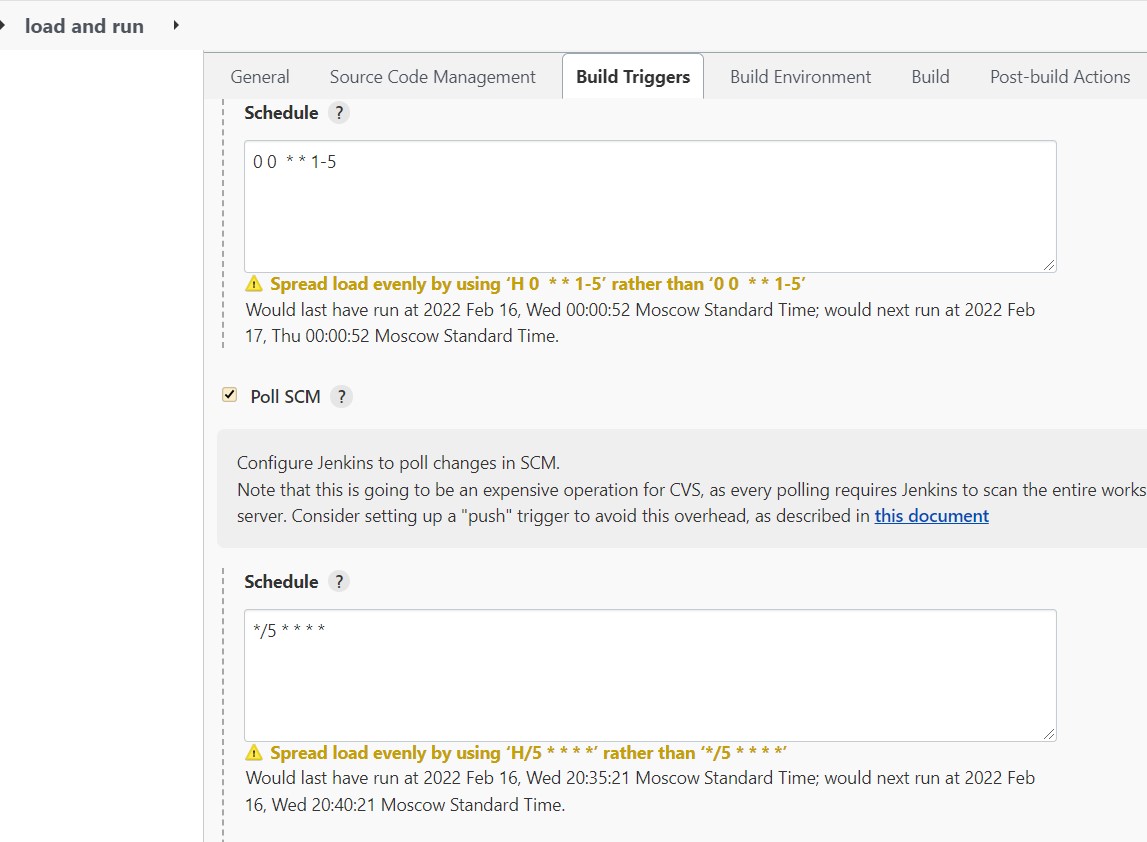 load and run
General Source Code Management Build Triggers Build Environment Build Post-build Actions
Schedule ?
0 0  * * 1-5
Spread load evenly by using ‘H 0  * * 1-5’ rather than ‘0 0  * * 1-5’
Would last have run at 2022 Feb 16, Wed 00:00:52 Moscow Standard Time; would next run at 2022 Feb
17, Thu 00:00:52 Moscow Standard Time.
Poll SCM ?
Configure Jenkins to poll changes in SCM.
Note that this is going to be an expensive operation for CVS, as every polling requires Jenkins to scan the entire works
server. Consider setting up a "push" trigger to avoid this overhead, as described in this document
Schedule ?
*/5 * * * *
Spread load evenly by using ‘H/5 * * * *’ rather than ‘*/5 * * * *’
Would last have run at 2022 Feb 16, Wed 20:35:21 Moscow Standard Time; would next run at 2022 Feb
16, Wed 20:40:21 Moscow Standard Time.